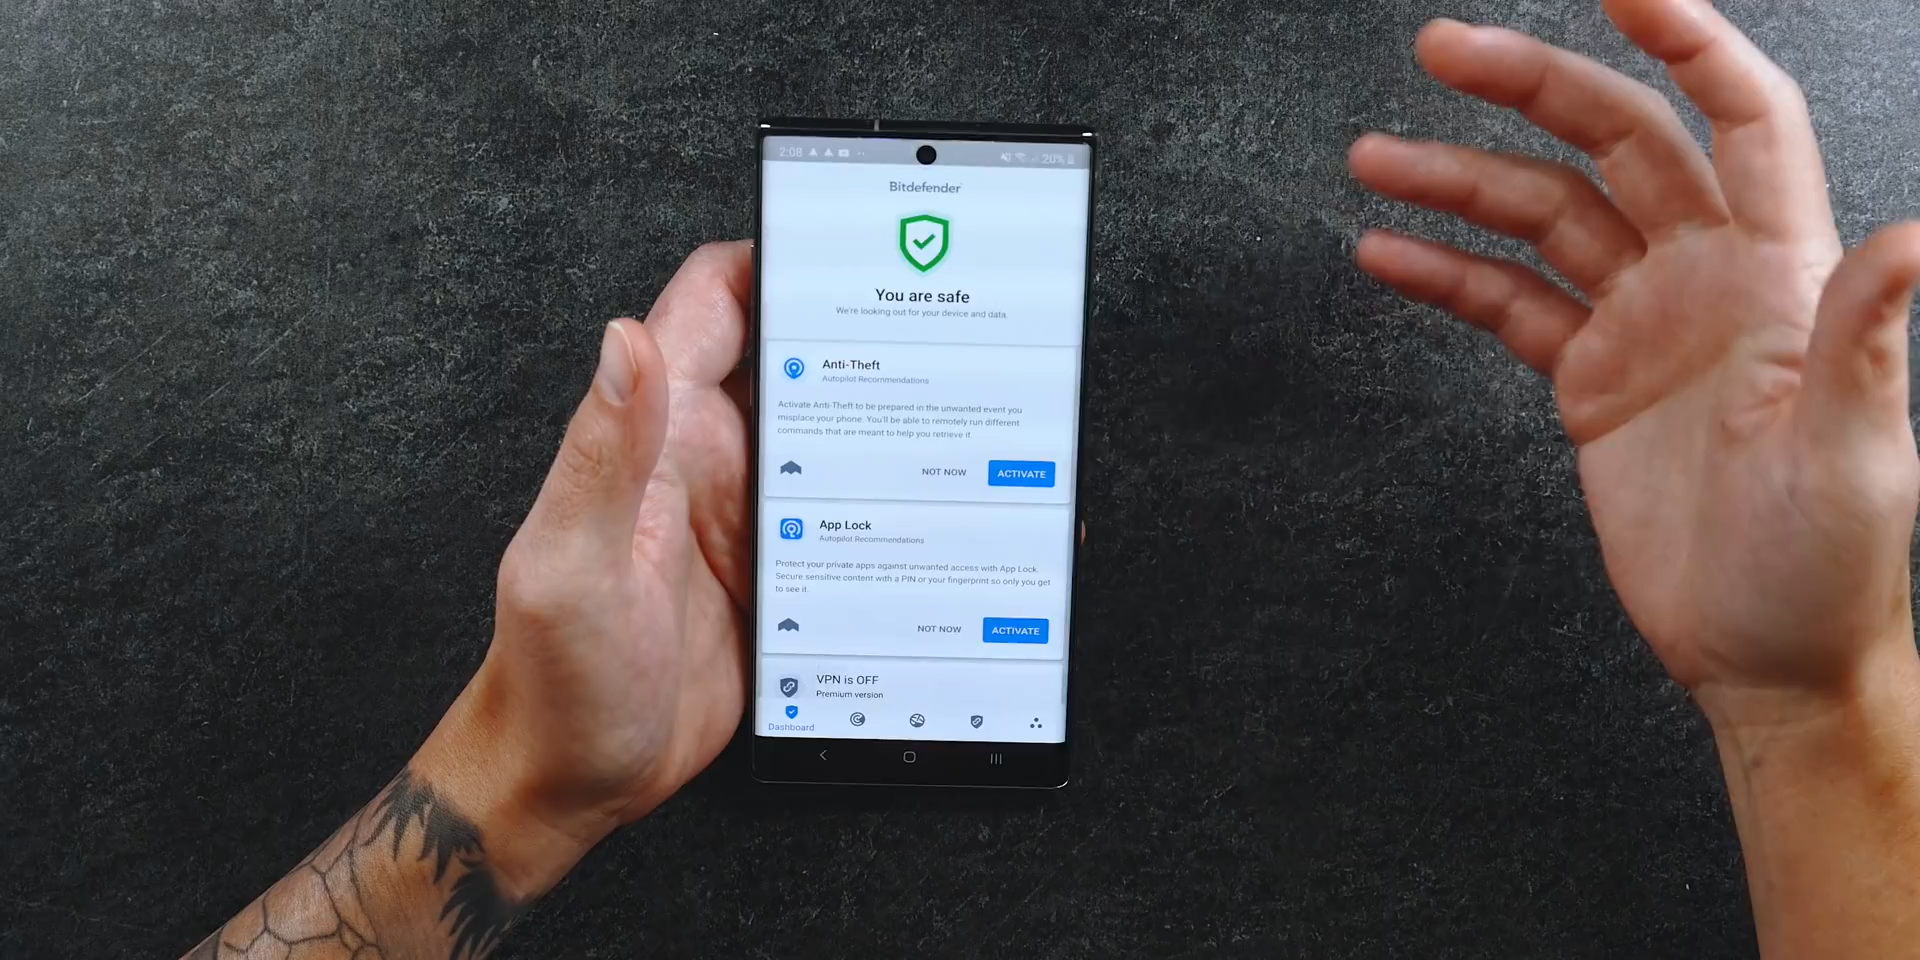 2:08
20%
Bitdefender
You are safe
We're looking out for your device and data.
Anti-Theft
Autopilot Recommendations
Activate Anti-Theft to be prepared in the unwanted event you
misplace your phone. You'll be able to remotely run different
commands that are meant to help you retrieve it.
NOT NOW
ACTIVATE
App Lock
Autopilot Recommendations
Protect your private apps against unwanted access with App Lock.
Secure sensitive content with a PIN or your fingerprint so only you get
to see it.
NOT NOW
ACTIVATE
VPN is OFF
Premium version
Dashboard